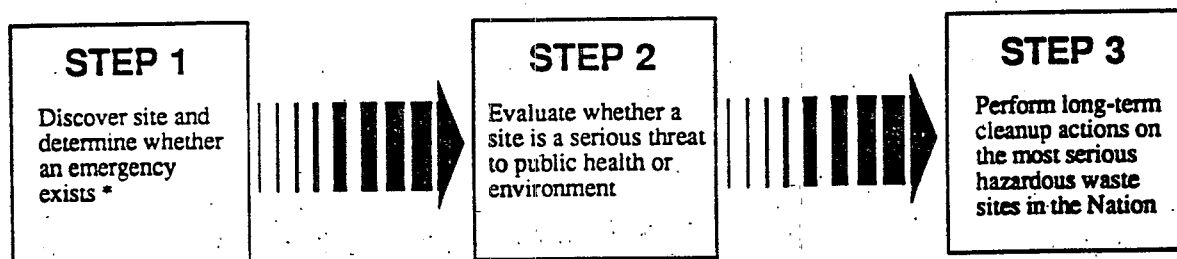 STEP 1
Discover site and
determine whether
an emergency
exists *
STEP 2
Evaluate whether a
site is a serious threat
to public health or
environment
STEP 3
Perform long-term
cleanup actions on
the most serious
hazardous waste
sites in the Nation